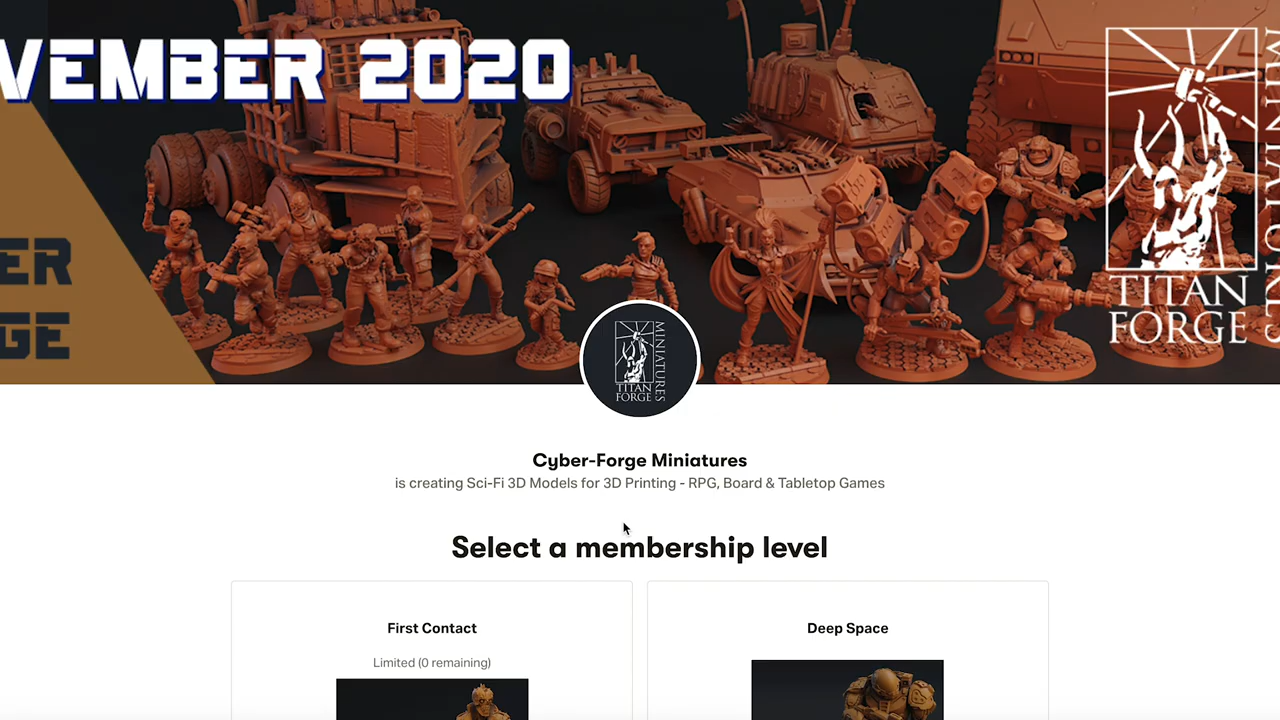 VEMBER 2020
ER
GE
MINIATURES
TITAN
FORGE
MINIATURES
TITAN
FORGE
Cyber-Forge Miniatures
is creating Sci-Fi 3D Models for 3D Printing - RPG, Board & Tabletop Games
Select a membership level
First Contact
Deep Space
Limited (0 remaining)